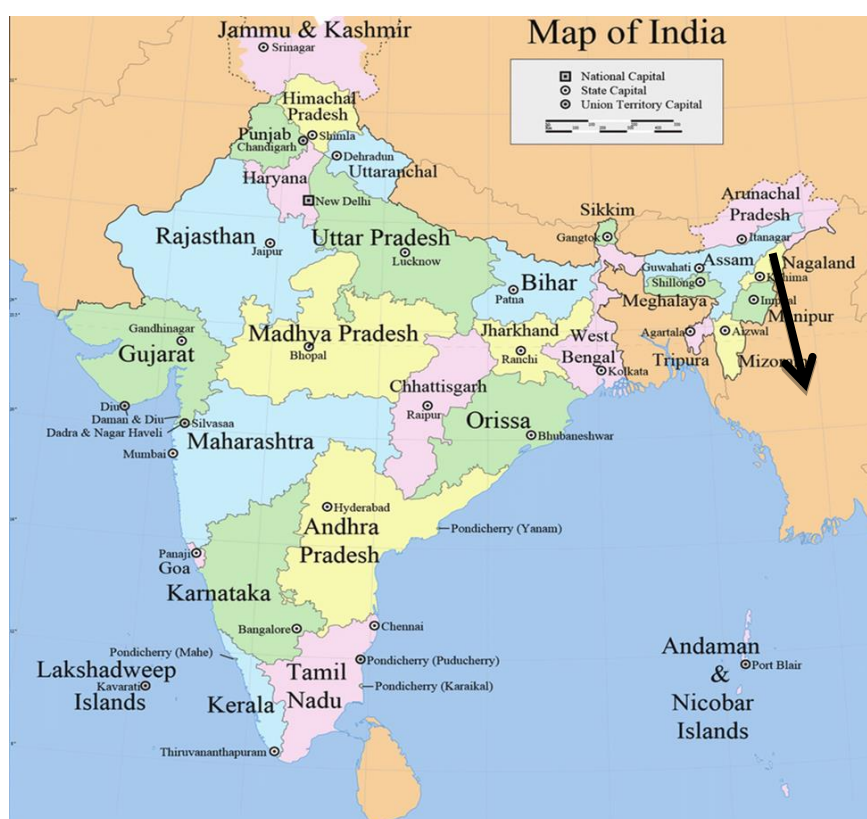 Map of India
National Capital
State Capital
Union Territory Capital
Jammu & Kashmir
Srinagar
Himachal
Pradesh
Shimla
Punjab
Chandigarh
Dehradun
Uttaranchal
Haryana
New Delhi
Arunachal
Pradesh
Itanagar
Sikkim
Gangtok
Rajasthan
Jaipur
Uttar Pradesh
Lucknow
Bihar
Patna
Assam
Guwahati
Nagaland
Kohima
Shillong
Meghalaya
Imphal
Manipur
Agartala
Tripura
Aizwal
Mizoram
Gandhinagar
Gujarat
Madhya Pradesh
Bhopal
Jharkhand
Ranchi
West
Bengal
Kolkata
Chhattisgarh
Raipur
Orissa
Bhubaneshwar
Diu
Daman & Diu
Dadra & Nagar Haveli
Silvasaa
Maharashtra
Mumbai
Hyderabad
Andhra
Pradesh
Pondicherry (Yanam)
Panaji
Goa
Karnataka
Bangalore
Chennai
Pondicherry (Mahe)
Pondicherry (Puducherry)
Tamil
Nadu
Pondicherry (Karaikal)
Lakshadweep
Kavarati
Islands
Kerala
Thiruvananthapuram
Andaman
&
Nicobar
Islands
Port Blair